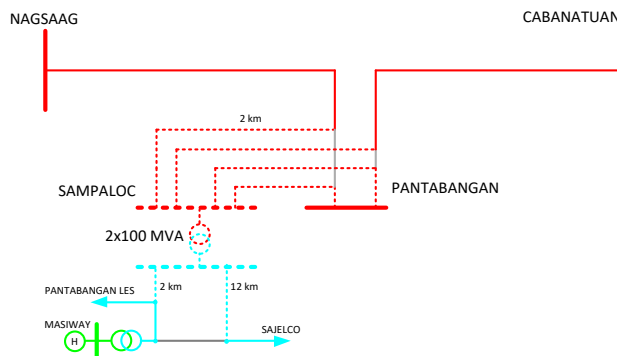 NAGSAAG
CABANATUAN
2 km
SAMPALOC
PANTABANGAN
2x100 MVA
2 km
12 km
PANTABANGAN LES
MASIWAY
SAJELCO
H